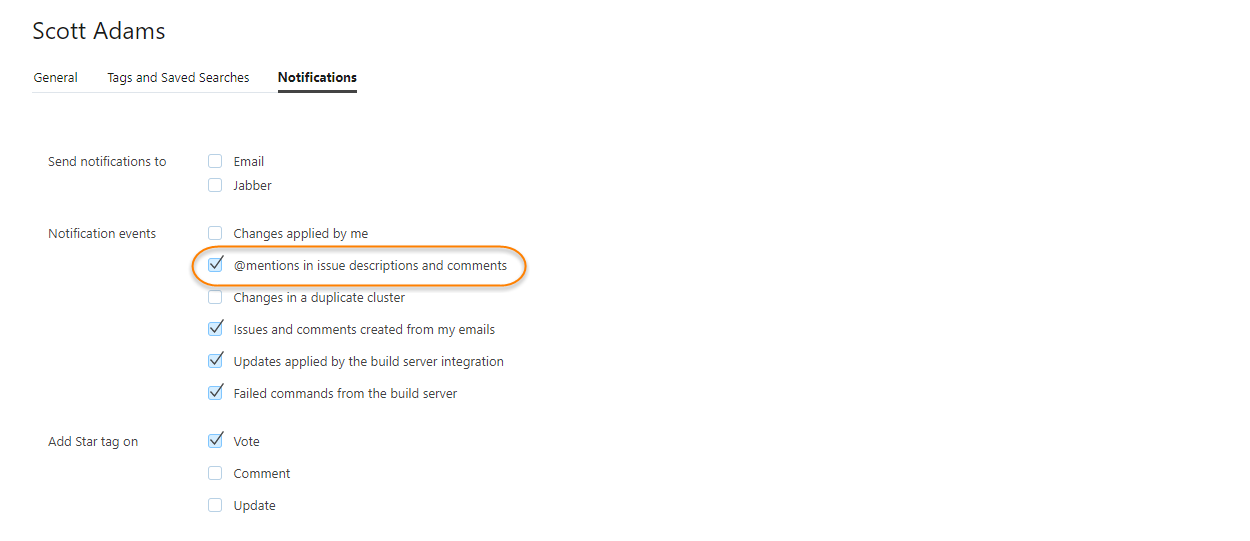 Scott Adams
General Tags and Saved Searches Notifications
Send notifications to Email
Jabber
Notification events Changes applied by me
@mentions in issue descriptions and comments
Changes in a duplicate cluster
Issues and comments created from my emails
Updates applied by the build server integration
Failed commands from the build server
Add Star tag on Vote
Comment
Update